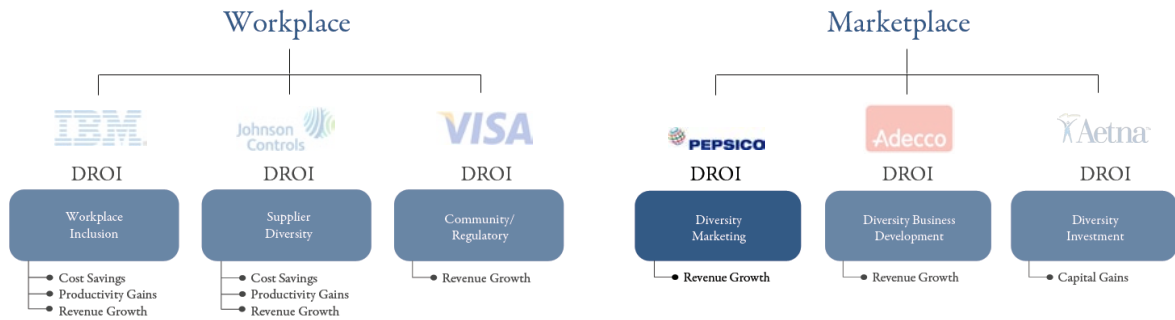 Workplace
IBM.
DROI
Workplace
Inclusion
Cost Savings
Productivity Gains
Revenue Growth
Johnson
Controls
DROI
Supplier
Diversity
Cost Savings
Productivity Gains
Revenue Growth
VISA
DROI
Community/
Regulatory
Revenue Growth
Marketplace
PEPSICO
DROI
Diversity
Marketing
Revenue Growth
Adecco
DROI
Diversity Business
Development
Revenue Growth
Aetna
DROI
Diversity
Investment
Capital Gains